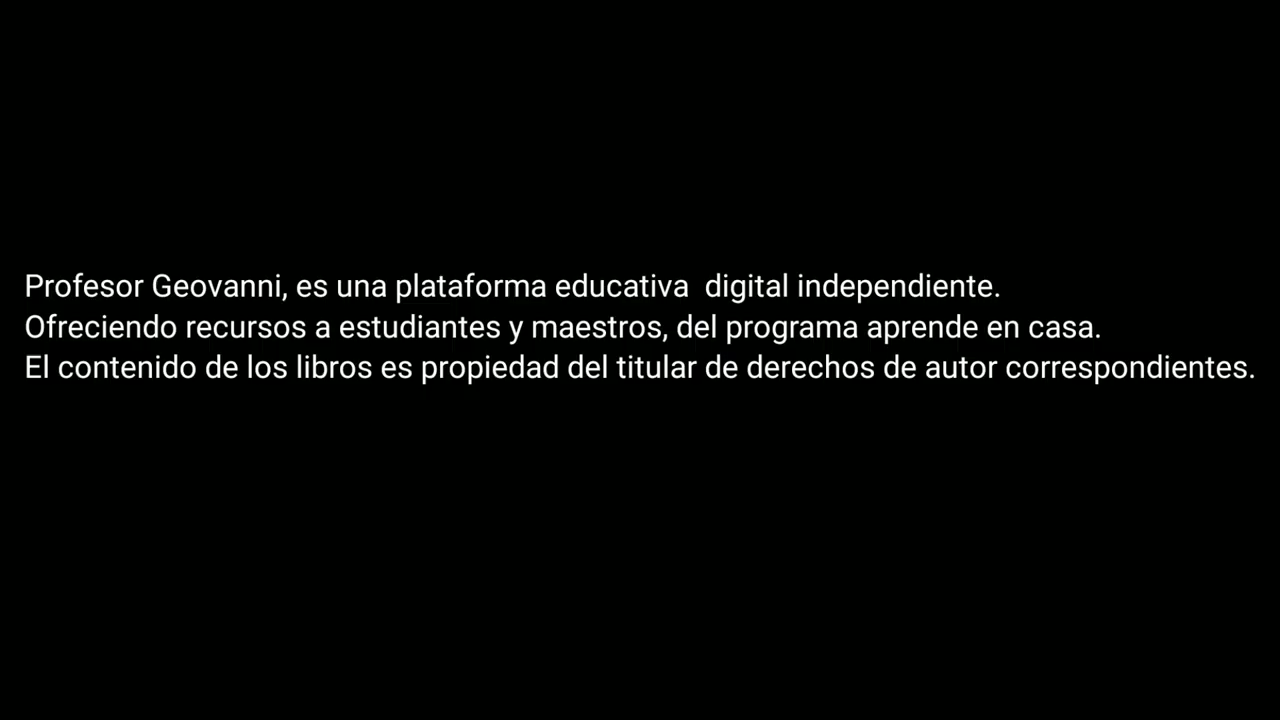 Profesor Geovanni, es una plataforma educativa  digital independiente.
Ofreciendo recursos a estudiantes y maestros, del programa aprende en casa.
El contenido de los libros es propiedad del titular de derechos de autor correspondientes.